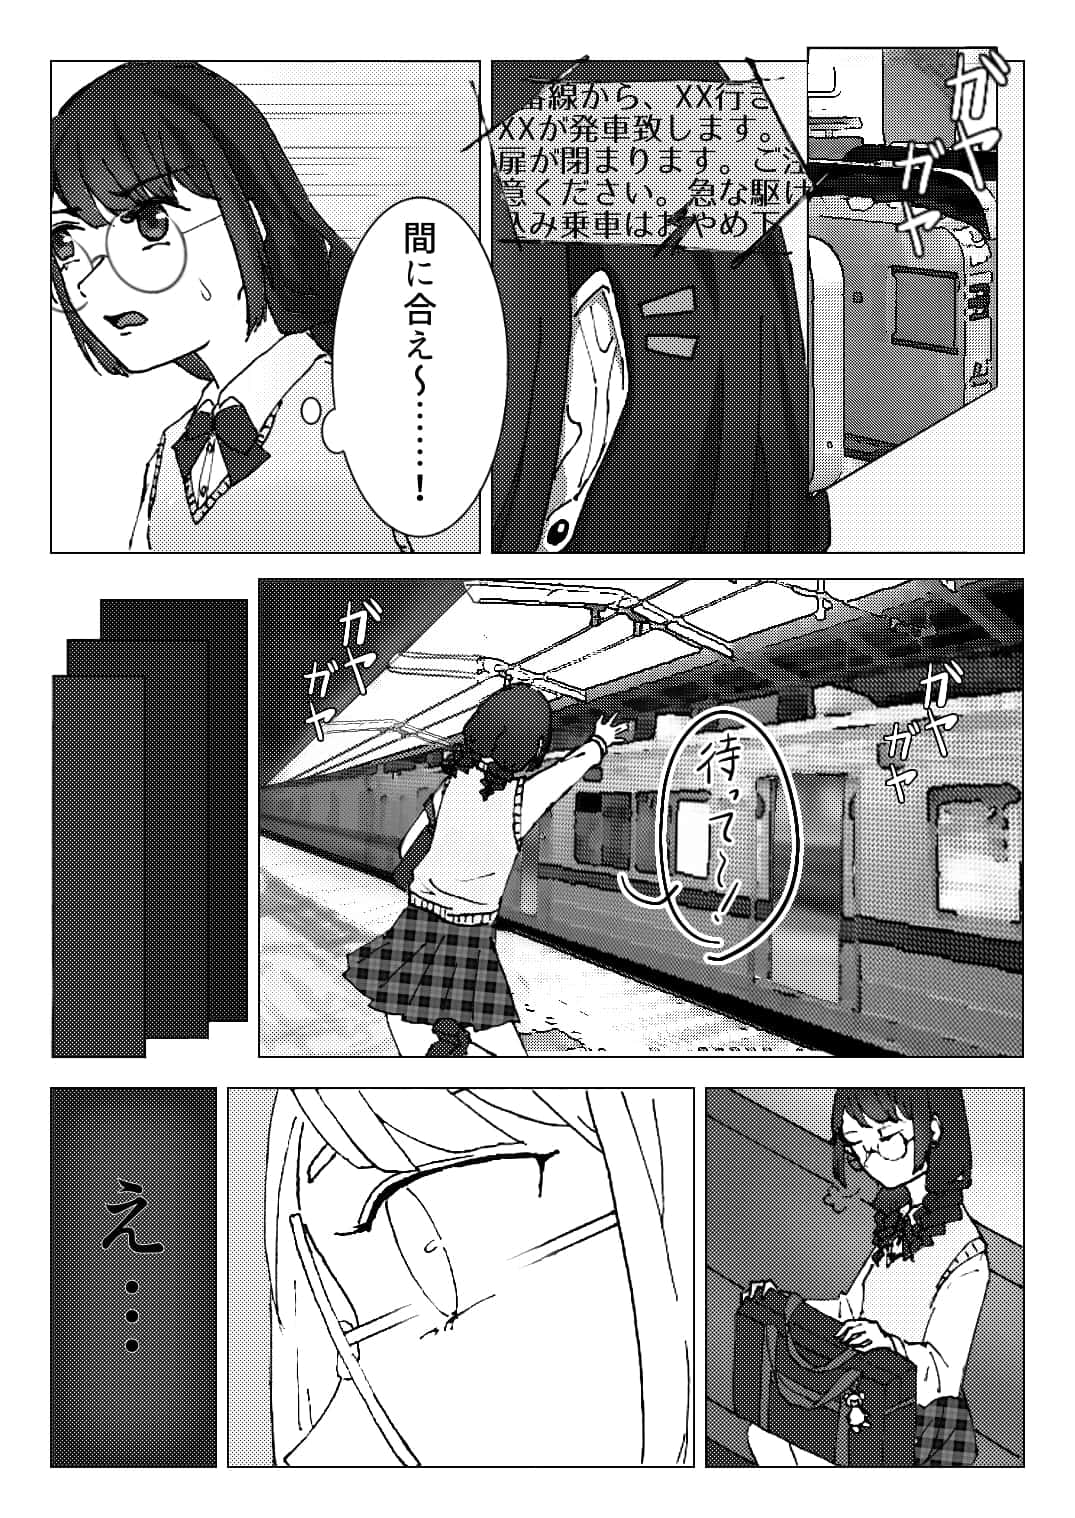 ガヤ
ガヤ
番線から、XX行き
XXが発車致します。
扉が閉まります。ご注
意ください。急な駆け
込み乗車はおやめ下
間に合え〜………！
ガヤ
ガヤ
待って〜！
ガヤ
ガヤ
え…